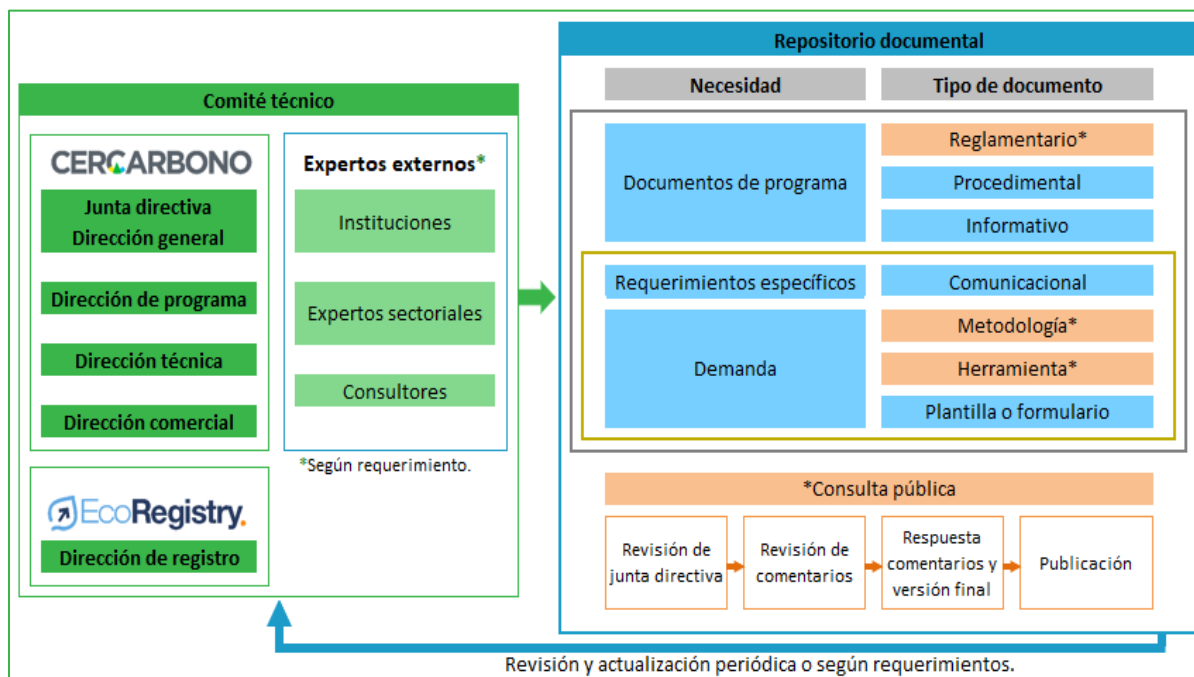 Comité técnico
CERCARBONO
Junta directiva
Dirección general
Dirección de programa
Dirección técnica
Dirección comercial
EcoRegistry.
Dirección de registro
Expertos externos*
Instituciones
Expertos sectoriales
Consultores
*Según requerimiento.
Repositorio documental
Necesidad
Tipo de documento
Documentos de programa
Reglamentario*
Procedimental
Informativo
Requerimientos específicos
Comunicacional
Demanda
Metodología*
Herramienta*
Plantilla o formulario
*Consulta pública
Revisión de
junta directiva
Revisión de
comentarios
Respuesta
comentarios y
versión final
Publicación
Revisión y actualización periódica o según requerimientos.